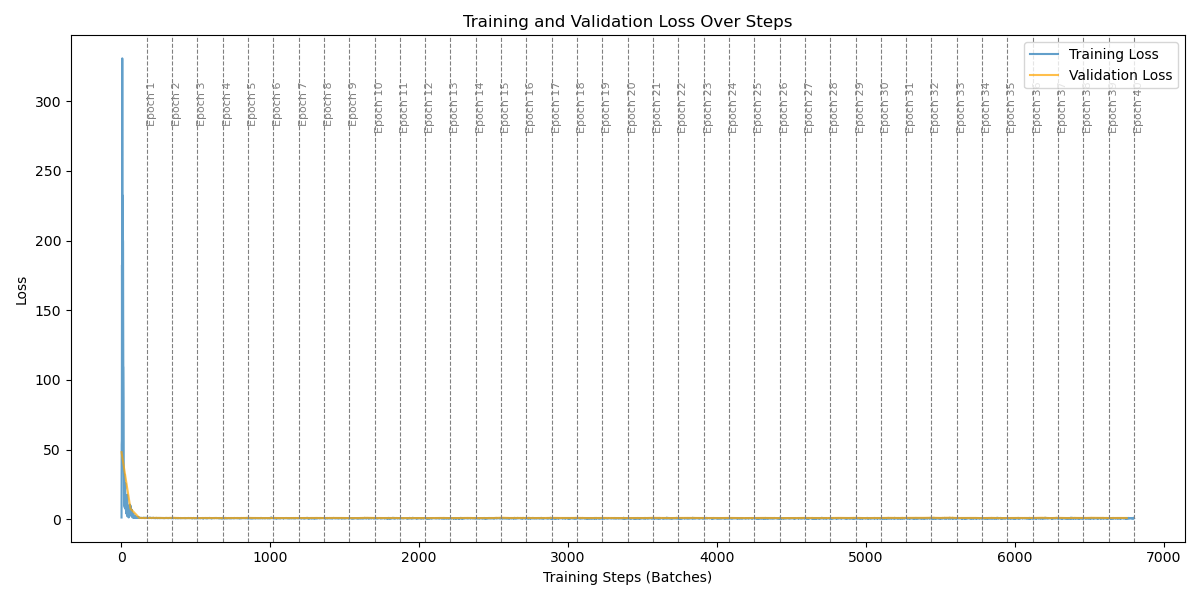 Training and Validation Loss Over Steps
Training Loss
Validation Loss
Loss
300
250
200
150
100
50
0
Epoch 1
Epoch 2
Epoch 3
Epoch 4
Epoch 5
Epoch 6
Epoch 7
Epoch 8
Epoch 9
Epoch 10
Epoch 11
Epoch 12
Epoch 13
Epoch 14
Epoch 15
Epoch 16
Epoch 17
Epoch 18
Epoch 19
Epoch 20
Epoch 21
Epoch 22
Epoch 23
Epoch 24
Epoch 25
Epoch 26
Epoch 27
Epoch 28
Epoch 29
Epoch 30
Epoch 31
Epoch 32
Epoch 33
Epoch 34
Epoch 35
Epoch
Epoch
Epoch
Epoch
Epoch
0
1000
2000
3000
4000
5000
6000
7000
Training Steps (Batches)